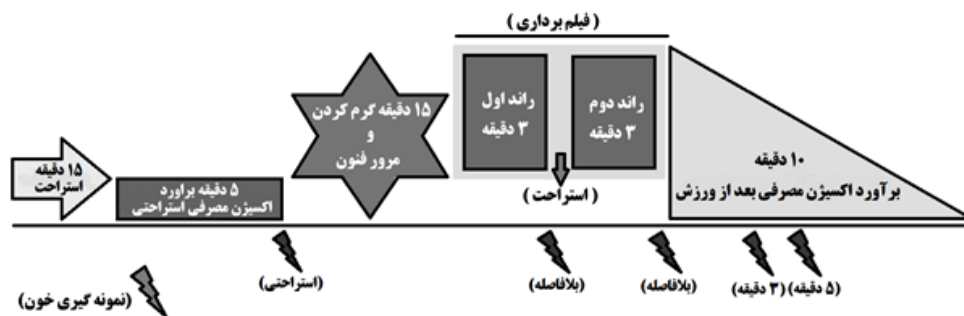 (فیلم برداری)
۱۵ دقیقه
استراحت
۵ دقیقه براورد
اکسیژن مصرفی استراحتی
۱۵ دقیقه گرم کردن
و
مرور فنون
راند اول
۳ دقیقه
راند دوم
۳ دقیقه
(استراحت)
۱۰ دقیقه
برآورد اکسیژن مصرفی بعد از ورزش
(نمونه گیری خون)
(استراحتی)
(بلافاصله)
(بلافاصله)
(۳ دقیقه)
(۵ دقیقه)